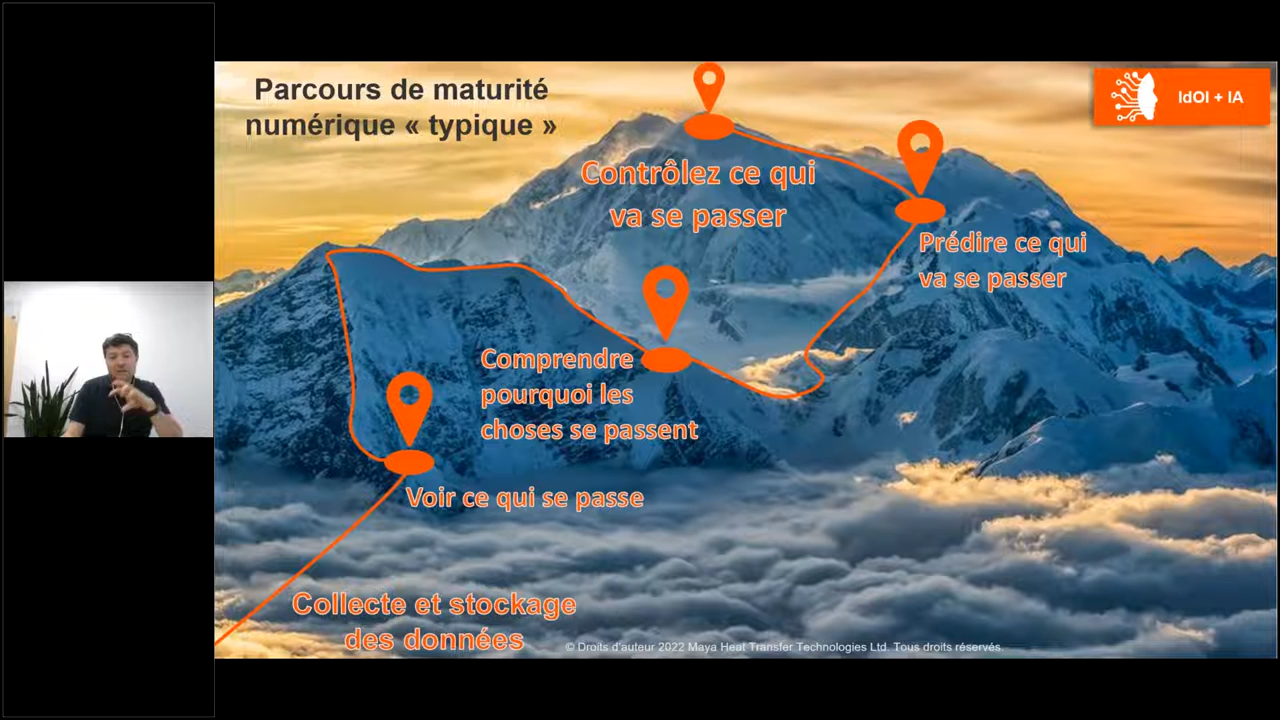 Parcours de maturité
numérique « typique »
IdOI + IA
Contrôlez ce qui
va se passer
Prédire ce qui
va se passer
Comprendre
pourquoi les
choses se passent
Voir ce qui se passe
Collecte et stockage
des données
© Droits d'auteur 2022 Maya Heat Transfer Technologies Ltd. Tous droits réservés.